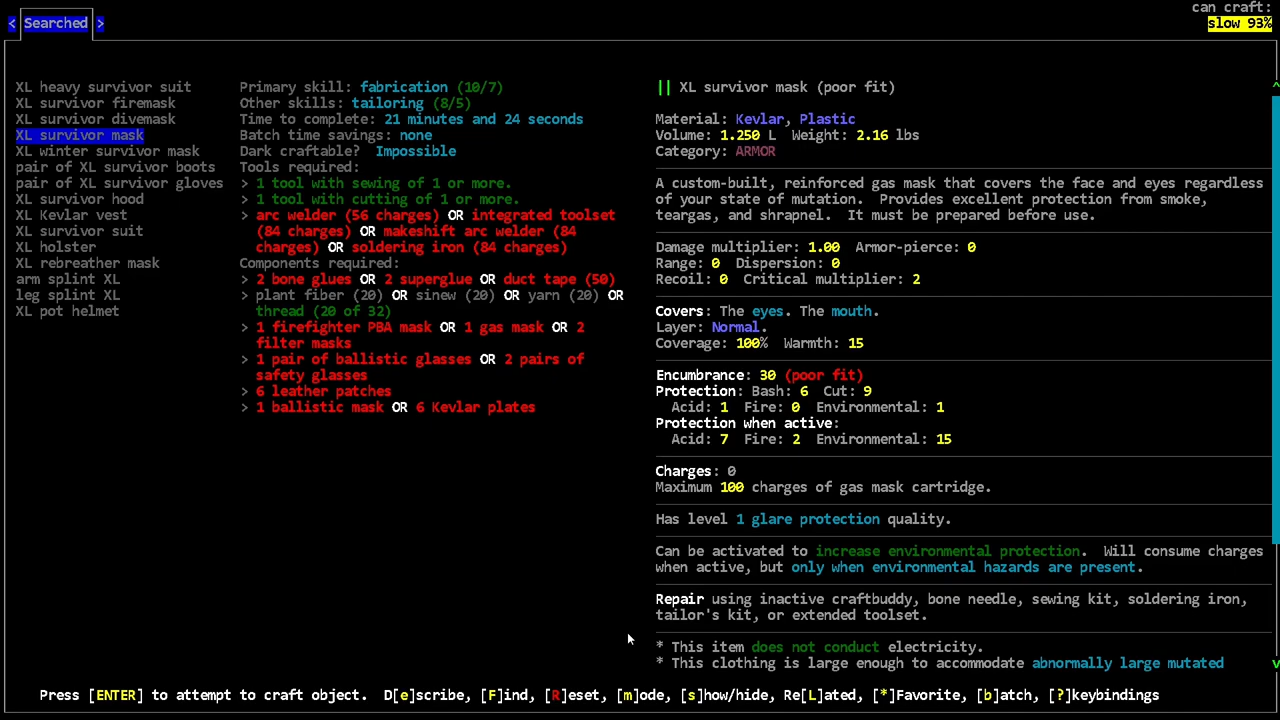 can craft:
< Searched >
slow 93%
XL heavy survivor suit
XL survivor firemask
XL survivor divemask
XL survivor mask
XL winter survivor mask
pair of XL survivor boots
pair of XL survivor gloves
XL survivor hood
XL Kevlar vest
XL survivor suit
XL holster
XL rebreather mask
arm splint XL
leg splint XL
XL pot helmet
Primary skill: fabrication (10/7)
Other skills: tailoring (8/5)
Time to complete: 21 minutes and 24 seconds
Batch time savings: none
Dark craftable? Impossible
Tools required:
> 1 tool with sewing of 1 or more.
> 1 tool with cutting of 1 or more.
> arc welder (56 charges) OR integrated toolset
(84 charges) OR makeshift arc welder (84
charges) OR soldering iron (84 charges)
Components required:
> 2 bone glues OR 2 superglue OR duct tape (50)
> plant fiber (20) OR sinew (20) OR yarn (20) OR
thread (20 of 32)
> 1 firefighter PBA mask OR 1 gas mask OR 2
filter masks
> 1 pair of ballistic glasses OR 2 pairs of
safety glasses
> 6 leather patches
> 1 ballistic mask OR 6 Kevlar plates
|| XL survivor mask (poor fit)
Material: Kevlar, Plastic
Volume: 1.250 L Weight: 2.16 lbs
Category: ARMOR
A custom-built, reinforced gas mask that covers the face and eyes regardless
of your state of mutation. Provides excellent protection from smoke,
teargas, and shrapnel. It must be prepared before use.
Damage multiplier: 1.00 Armor-pierce: 0
Range: 0 Dispersion: 0
Recoil: 0 Critical multiplier: 2
Covers: The eyes. The mouth.
Layer: Normal.
Coverage: 100% Warmth: 15
Encumbrance: 30 (poor fit)
Protection: Bash: 6 Cut: 9
Acid: 1 Fire: 0 Environmental: 1
Protection when active:
Acid: 7 Fire: 2 Environmental: 15
Charges: 0
Maximum 100 charges of gas mask cartridge.
Has level 1 glare protection quality.
Can be activated to increase environmental protection. Will consume charges
when active, but only when environmental hazards are present.
Repair using inactive craftbuddy, bone needle, sewing kit, soldering iron,
tailor's kit, or extended toolset.
* This item does not conduct electricity.
* This clothing is large enough to accommodate abnormally large mutated
Press [ENTER] to attempt to craft object. D[e]scribe, [F]ind, [R]eset, [m]ode, [s]how/hide, Re[L]ated, [*]Favorite, [b]atch, [?]keybindings